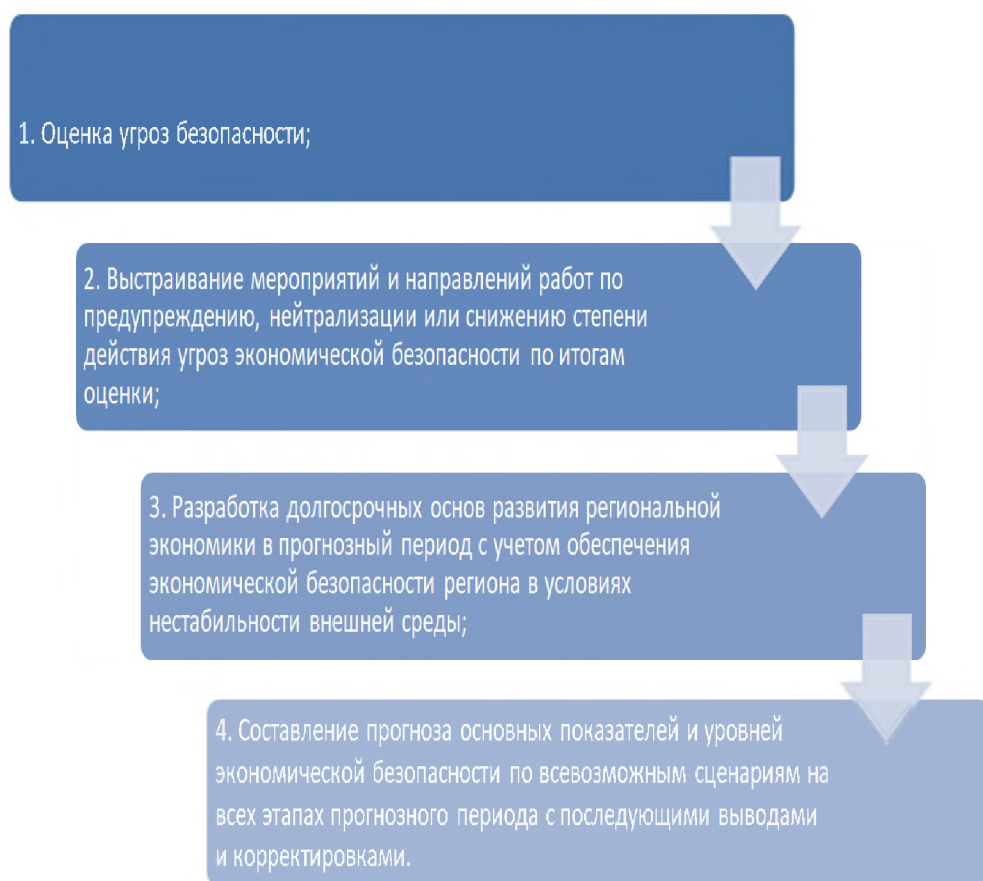 1. Оценка угроз безопасности;
2. Выстраивание мероприятий и направлений работ по
предупреждению, нейтрализации или снижению степени
действия угроз экономической безопасности по итогам
оценки;
3. Разработка долгосрочных основ развития региональной
экономики в прогнозный период с учетом обеспечения
экономической безопасности региона в условиях
нестабильности внешней среды;
4. Составление прогноза основных показателей и уровней
экономической безопасности по всевозможным сценариям на
всех этапах прогнозного периода с последующими выводами
и корректировками.